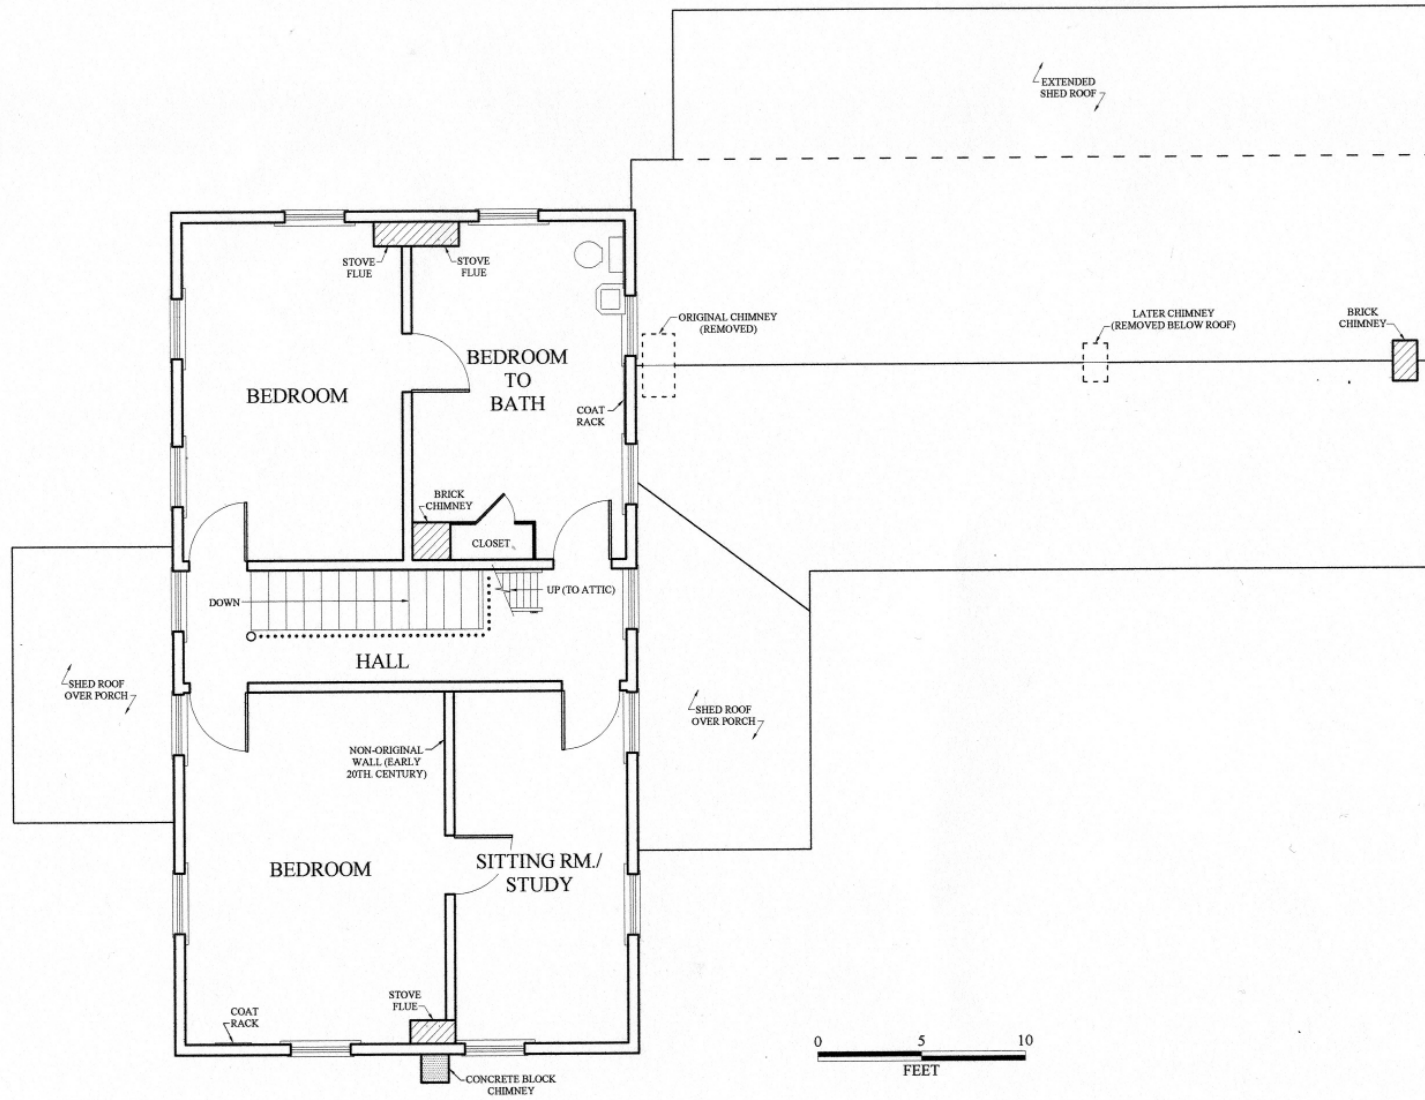 EXTENDED
SHED ROOF
STOVE
FLUE
STOVE
FLUE
ORIGINAL CHIMNEY
(REMOVED)
LATER CHIMNEY
(REMOVED BELOW ROOF)
BRICK
CHIMNEY
BEDROOM
TO
BATH
BEDROOM
COAT
RACK
BRICK
CHIMNEY
CLOSET
DOWN
UP (TO ATTIC)
HALL
SHED ROOF
OVER PORCH
SHED ROOF
OVER PORCH
NON-ORIGINAL
WALL (EARLY
20TH. CENTURY)
BEDROOM
SITTING RM./
STUDY
STOVE
FLUE
COAT
RACK
CONCRETE BLOCK
CHIMNEY
0 5 10
FEET